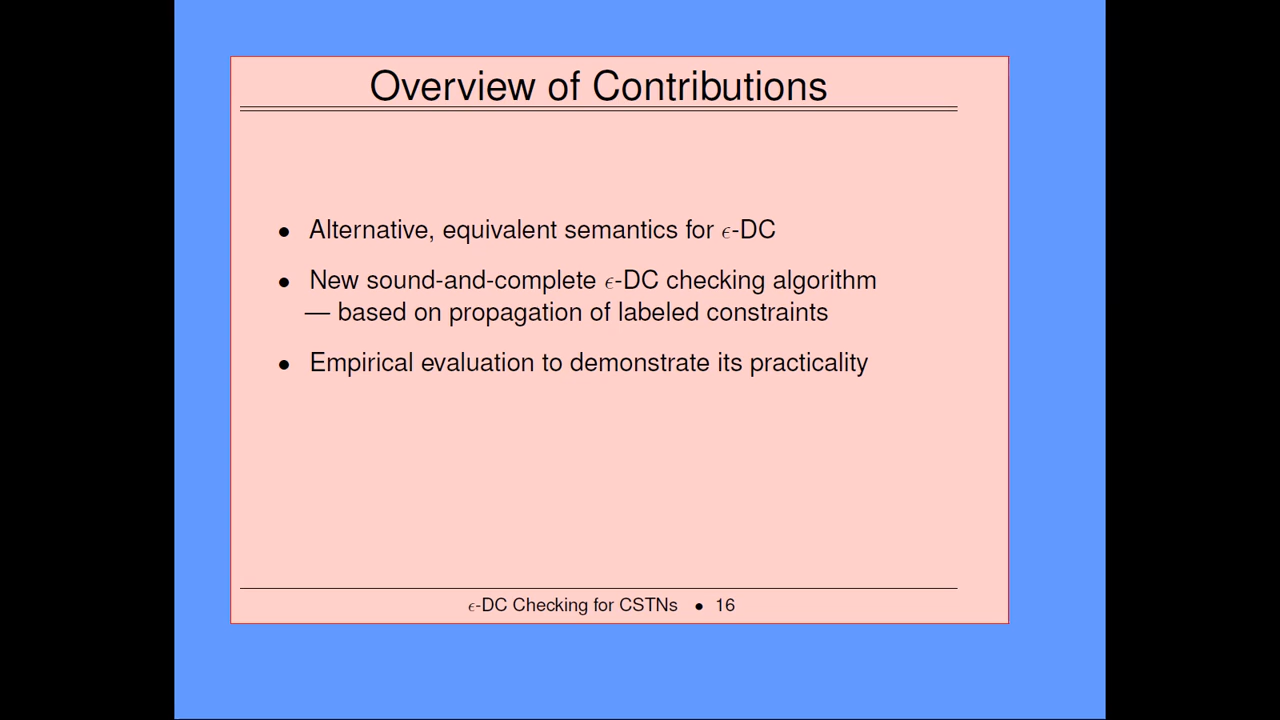 Overview of Contributions
• Alternative, equivalent semantics for ϵ-DC
• New sound-and-complete ϵ-DC checking algorithm
— based on propagation of labeled constraints
• Empirical evaluation to demonstrate its practicality
ϵ-DC Checking for CSTNs • 16